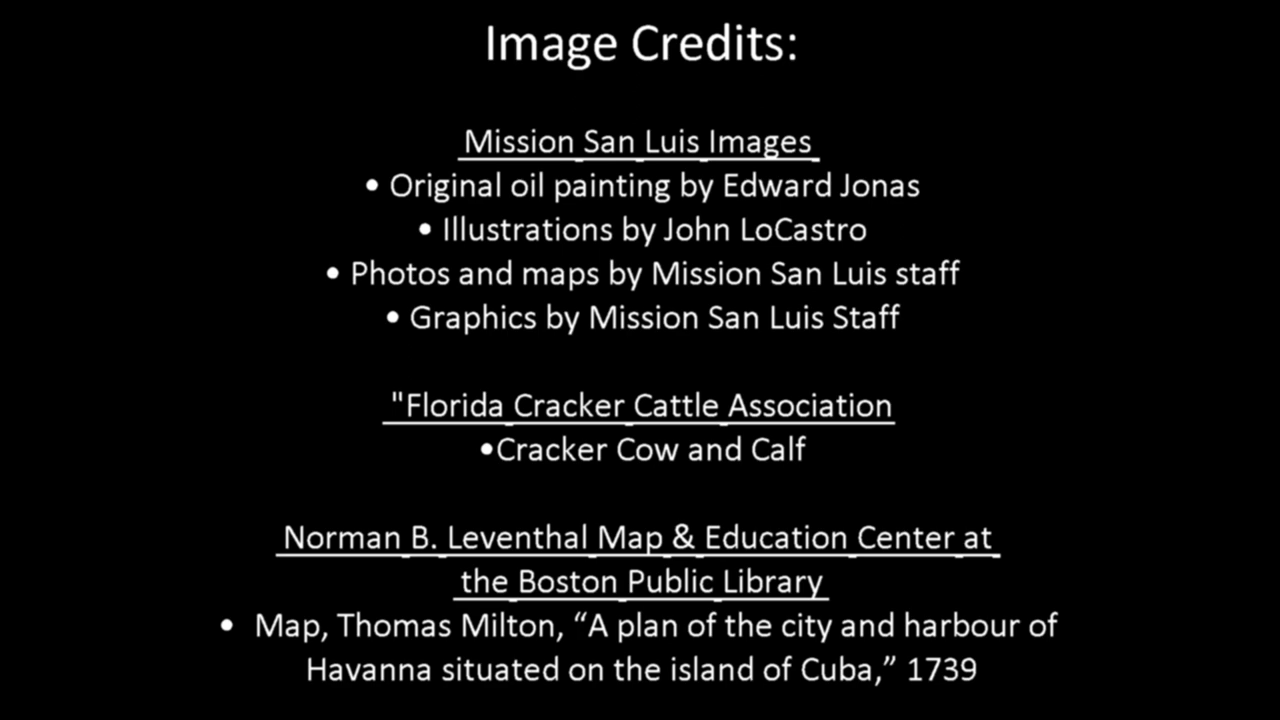 Image Credits:
Mission San Luis Images
• Original oil painting by Edward Jonas
• Illustrations by John LoCastro
• Photos and maps by Mission San Luis staff
• Graphics by Mission San Luis Staff
"Florida Cracker Cattle Association
•Cracker Cow and Calf
Norman B. Leventhal Map & Education Center at
the Boston Public Library
• Map, Thomas Milton, “A plan of the city and harbour of
Havanna situated on the island of Cuba,” 1739